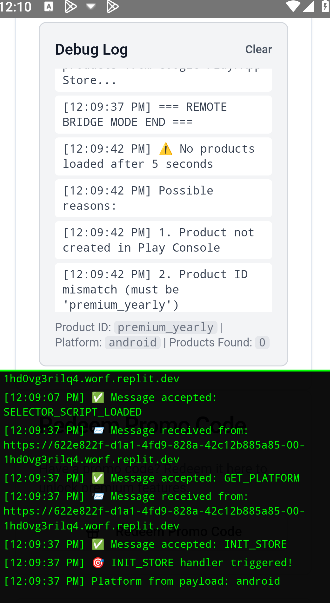 12:10
Debug Log
Clear
Store...
[12:09:37 PM] === REMOTE
BRIDGE MODE END ===
[12:09:42 PM] ⚠️ No products
loaded after 5 seconds
[12:09:42 PM] Possible
reasons:
[12:09:42 PM] 1. Product not
created in Play Console
[12:09:42 PM] 2. Product ID
mismatch (must be
'premium_yearly')
Product ID: premium_yearly |
Platform: android | Products Found: 0
1hd0vg3rilq4.worf.replit.dev
[12:09:07 PM] ✅ Message accepted:
SELECTOR_SCRIPT_LOADED
[12:09:37 PM] 📨 Message received from:
https://622e822f-d1a1-4fd9-828a-42c12b885a85-00-
1hd0vg3rilq4.worf.replit.dev
[12:09:37 PM] ✅ Message accepted: GET_PLATFORM
[12:09:37 PM] 📨 Message received from:
https://622e822f-d1a1-4fd9-828a-42c12b885a85-00-
1hd0vg3rilq4.worf.replit.dev
[12:09:37 PM] ✅ Message accepted: INIT_STORE
[12:09:37 PM] 🎯 INIT_STORE handler triggered!
[12:09:37 PM] Platform from payload: android